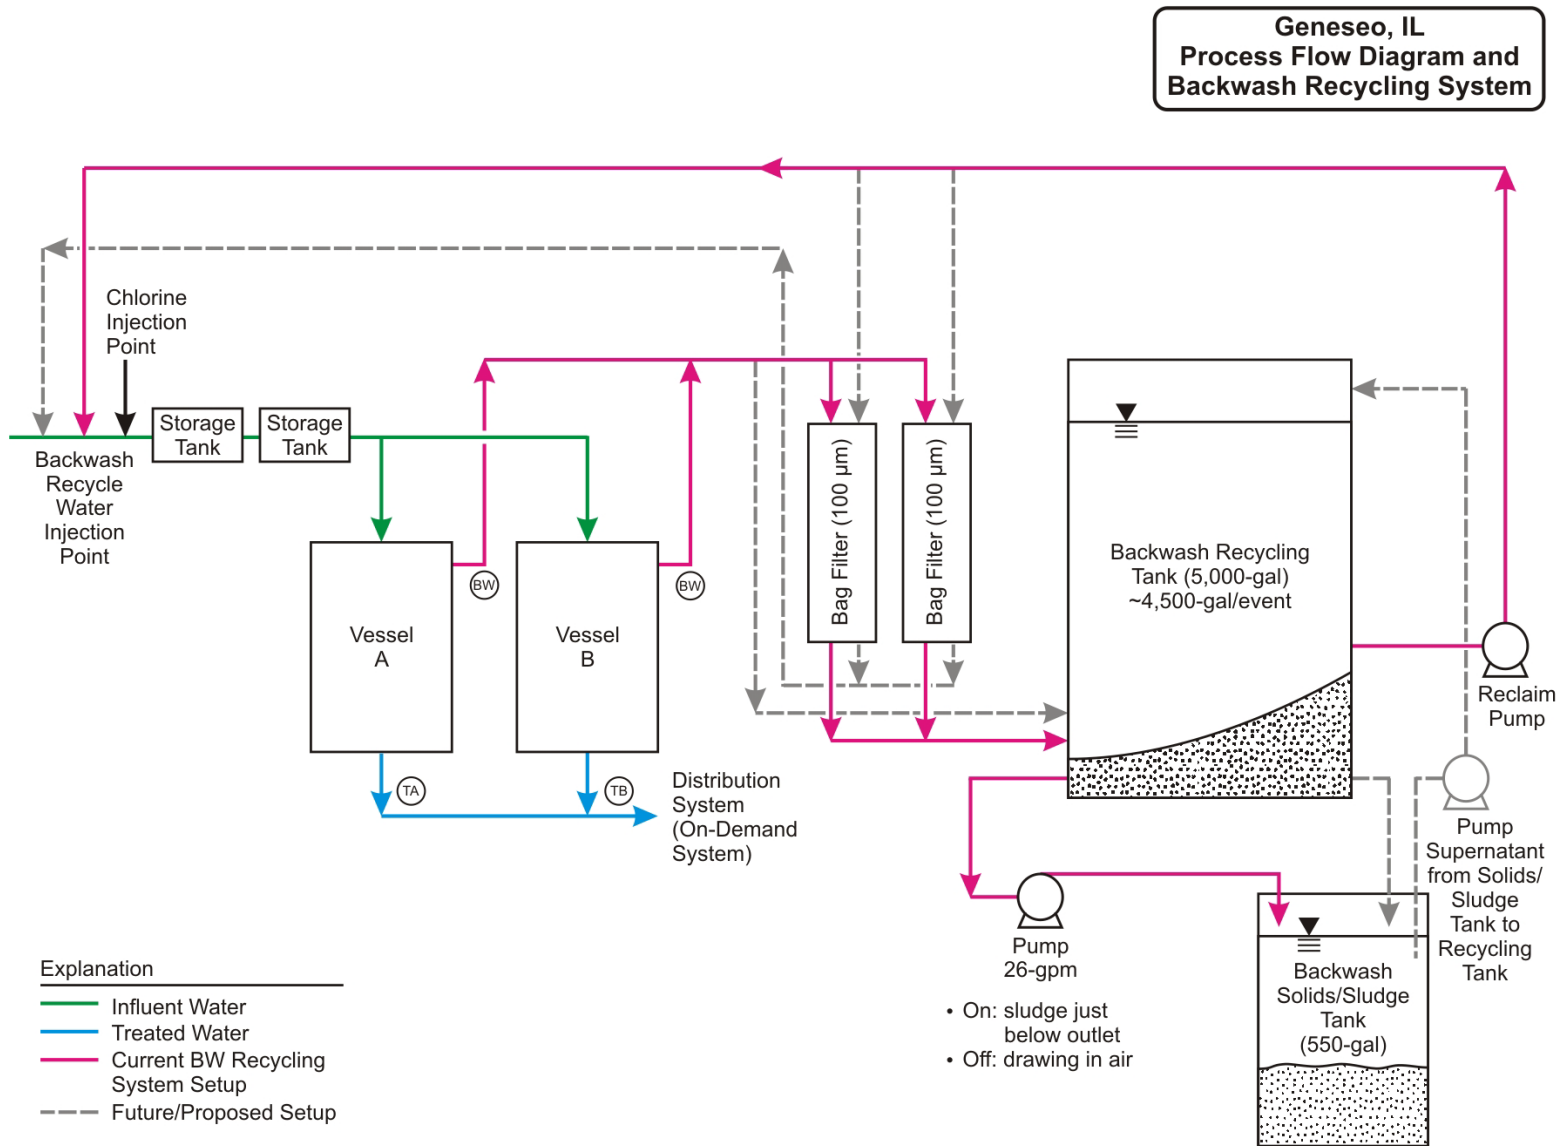 Geneseo, IL
Process Flow Diagram and
Backwash Recycling System
Chlorine
Injection
Point
Storage
Tank
Storage
Tank
Backwash
Recycle
Water
Injection
Point
BW
BW
Vessel
A
Vessel
B
TA
TB
Distribution
System
(On-Demand
System)
Bag Filter (100 µm)
Bag Filter (100 µm)
Backwash Recycling
Tank (5,000-gal)
~4,500-gal/event
Reclaim
Pump
Pump
Supernatant
from Solids/
Sludge
Tank to
Recycling
Tank
Pump
26-gpm
• On: sludge just
below outlet
• Off: drawing in air
Backwash
Solids/Sludge
Tank
(550-gal)
Explanation
Influent Water
Treated Water
Current BW Recycling
System Setup
Future/Proposed Setup